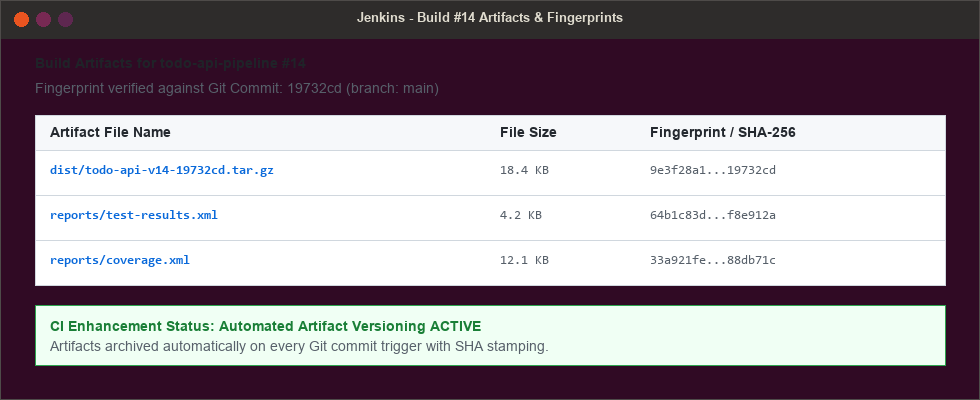 Jenkins - Build #14 Artifacts & Fingerprints
Build Artifacts for todo-api-pipeline #14
Fingerprint verified against Git Commit: 19732cd (branch: main)
Artifact File Name File Size Fingerprint / SHA-256
dist/todo-api-v14-19732cd.tar.gz 18.4 KB 9e3f28a1...19732cd
reports/test-results.xml 4.2 KB 64b1c83d...f8e912a
reports/coverage.xml 12.1 KB 33a921fe...88db71c
CI Enhancement Status: Automated Artifact Versioning ACTIVE
Artifacts archived automatically on every Git commit trigger with SHA stamping.